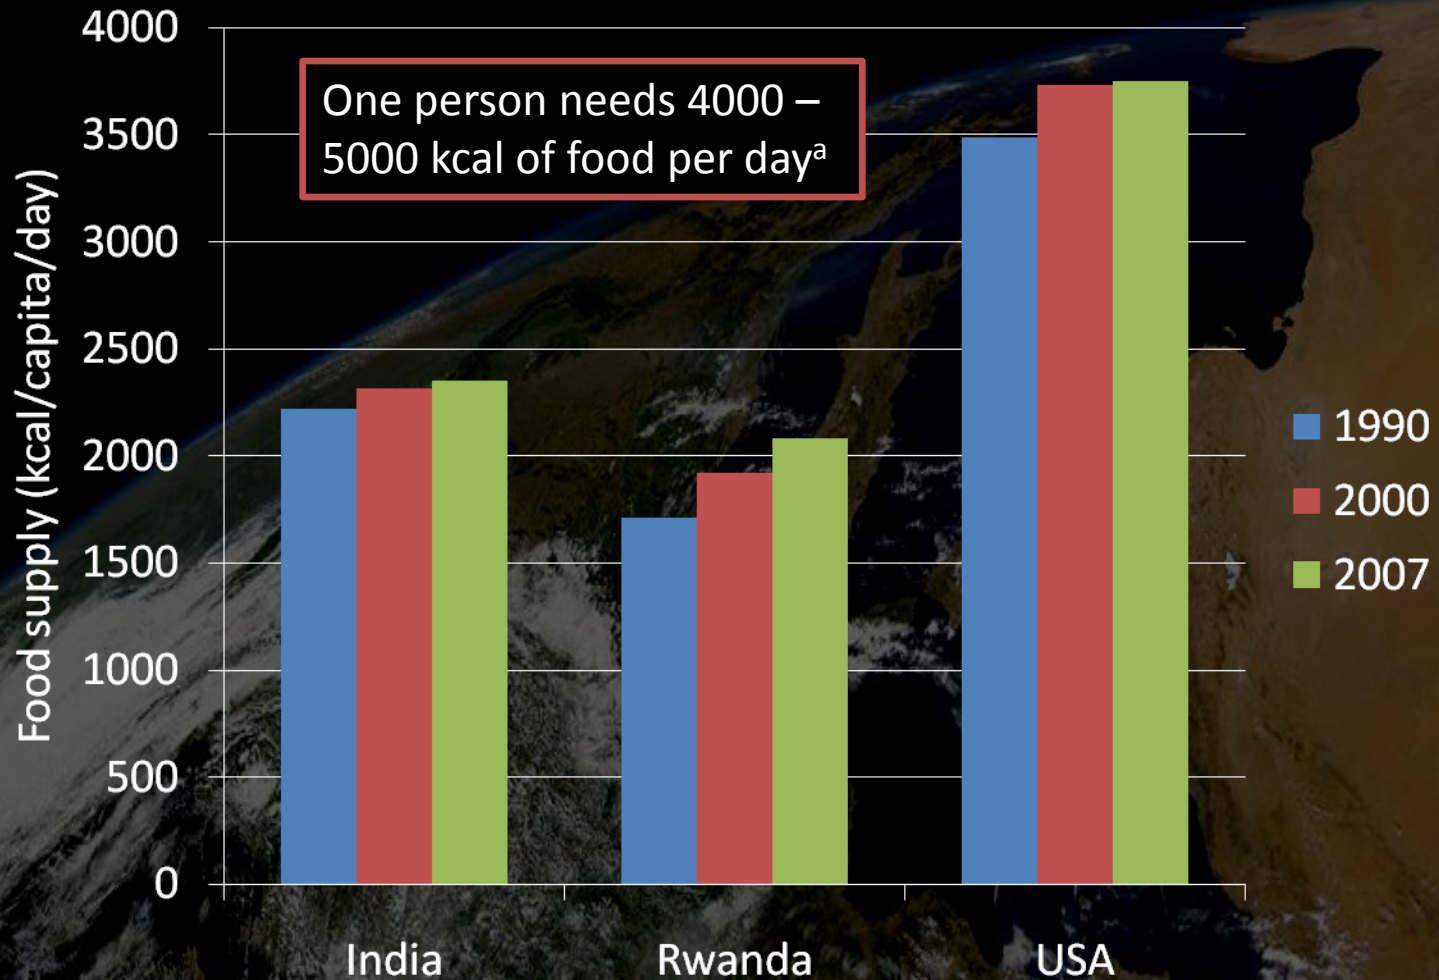 4000
One person needs 4000 –
5000 kcal of food per dayᵃ
3500
3000
2500
2000
1500
1000
500
0
Food supply (kcal/capita/day)
India
Rwanda
USA
1990
2000
2007